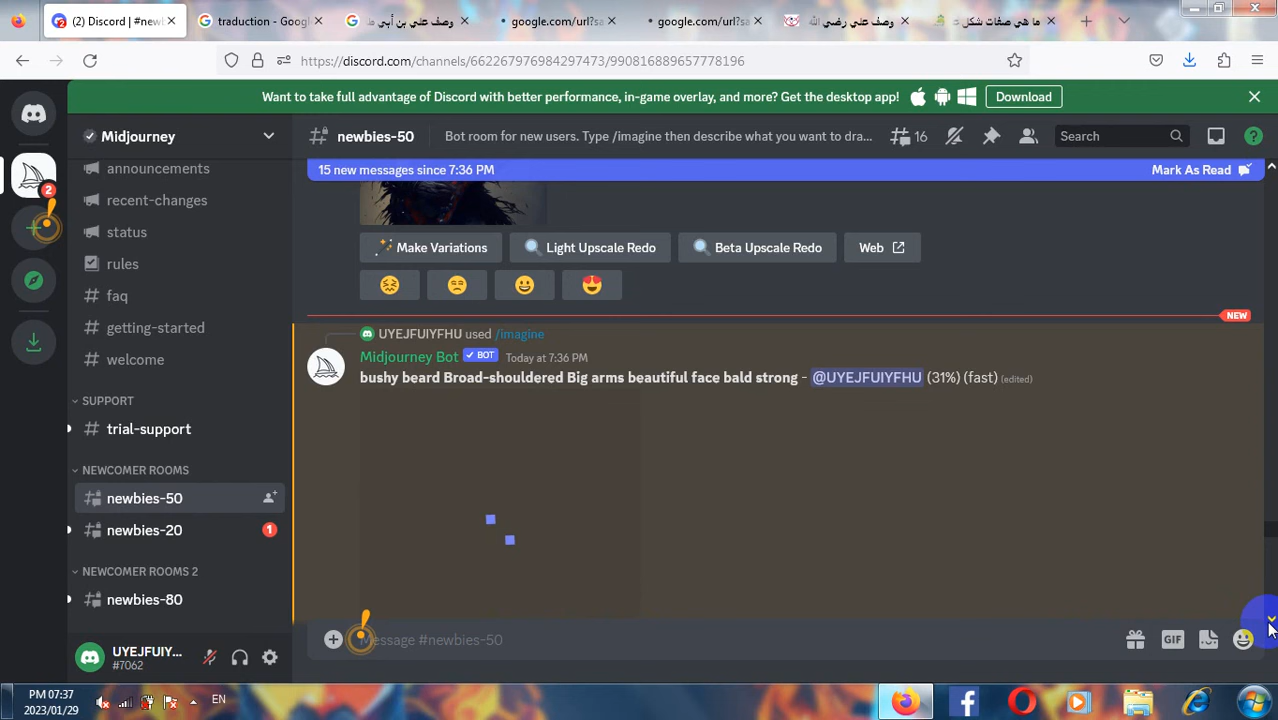 (2) Discord | #newbies
traduction - Google
وصف علي بن أبي ط
google.com/url?sa
google.com/url?sa
وصف علي رضي الله
ما هي صفات شكل
https://discord.com/channels/662267976984297473/990816889657778196
Want to take full advantage of Discord with better performance, in-game overlay, and more? Get the desktop app!
Download
Midjourney
newbies-50
Bot room for new users. Type /imagine then describe what you want to dra...
16
Search
15 new messages since 7:36 PM
Mark As Read
announcements
recent-changes
2
status
Make Variations
Light Upscale Redo
Beta Upscale Redo
Web
rules
faq
NEW
getting-started
UYEJFUIYFHU used /imagine
welcome
Midjourney Bot
BOT
Today at 7:36 PM
bushy beard Broad-shouldered Big arms beautiful face bald strong - @UYEJFUIYFHU (31%) (fast) (edited)
SUPPORT
trial-support
NEWCOMER ROOMS
newbies-50
newbies-20
1
NEWCOMER ROOMS 2
newbies-80
Message #newbies-50
GIF
UYEJFUIY...
#7062
PM 07:37
2023/01/29
EN